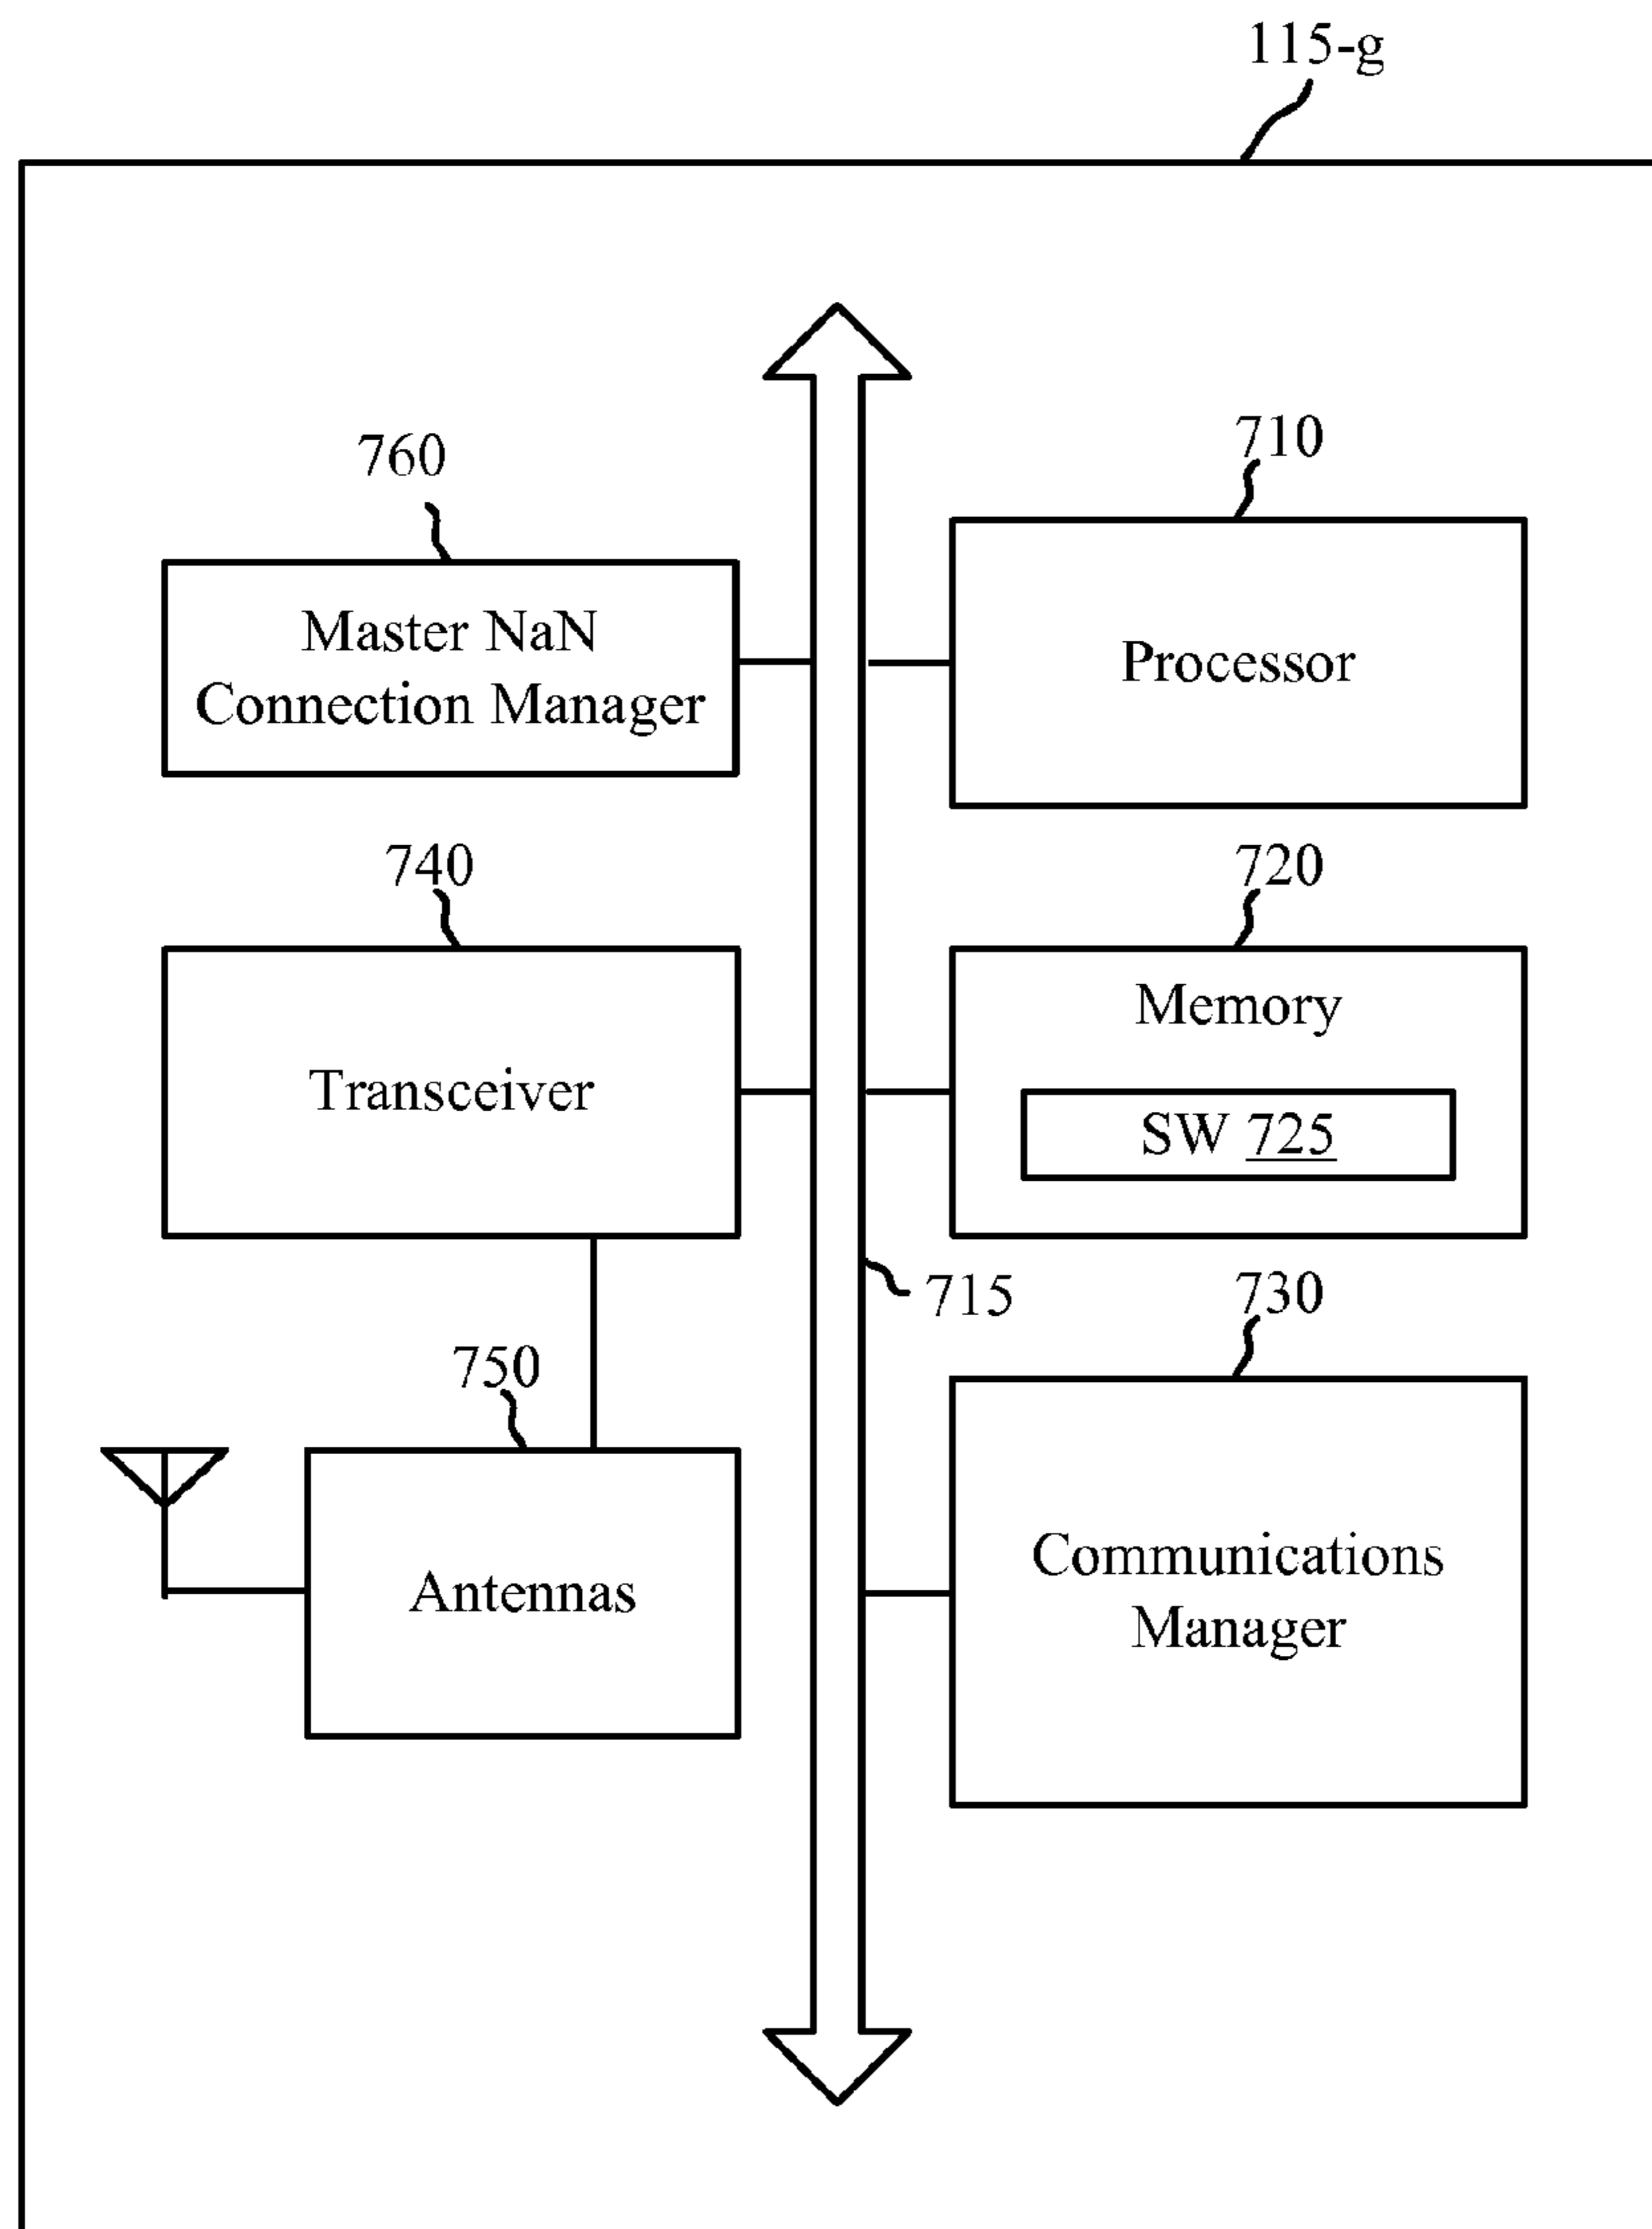 115-g
760
Master NaN
Connection Manager
710
Processor
740
Transceiver
720
Memory
SW 725
715
750
Antennas
730
Communications
Manager